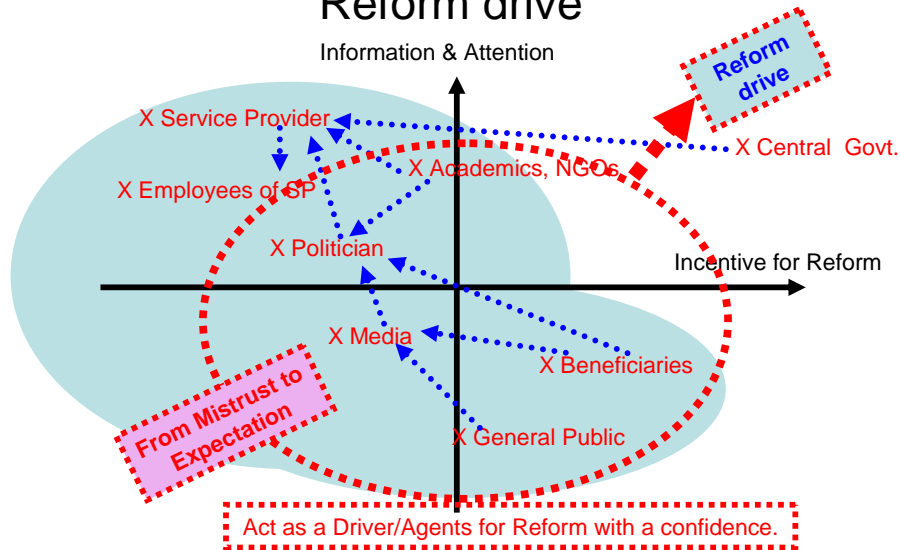 Reform drive
Information & Attention
Reform
drive
X Service Provider
X Central  Govt.
X Academics, NGOs
X Employees of SP
X Politician
Incentive for Reform
X Media
X Beneficiaries
From Mistrust to
Expectation
X General Public
Act as a Driver/Agents for Reform with a confidence.